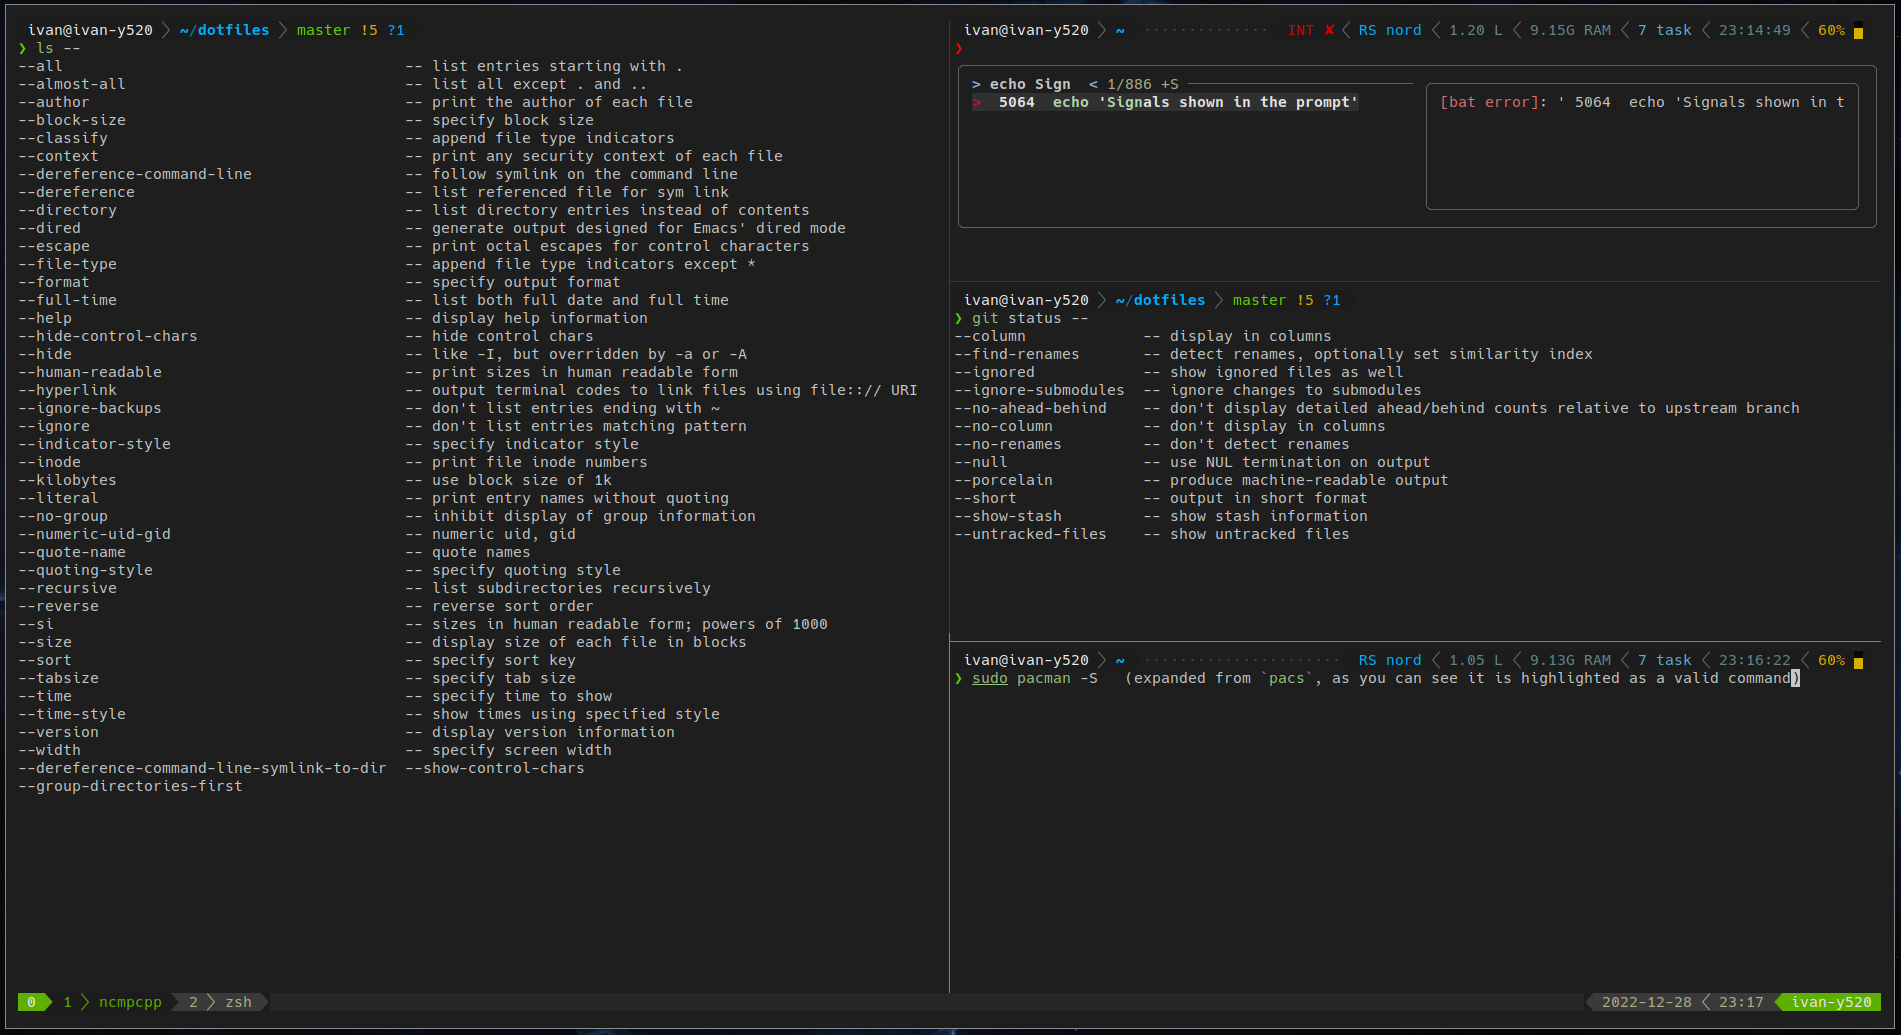 ivan@ivan-y520 ~/dotfiles master !5 ?1
❯ ls --
--all -- list entries starting with .
--almost-all -- list all except . and ..
--author -- print the author of each file
--block-size -- specify block size
--classify -- append file type indicators
--context -- print any security context of each file
--dereference-command-line -- follow symlink on the command line
--dereference -- list referenced file for sym link
--directory -- list directory entries instead of contents
--dired -- generate output designed for Emacs' dired mode
--escape -- print octal escapes for control characters
--file-type -- append file type indicators except *
--format -- specify output format
--full-time -- list both full date and full time
--help -- display help information
--hide-control-chars -- hide control chars
--hide -- like -I, but overridden by -a or -A
--human-readable -- print sizes in human readable form
--hyperlink -- output terminal codes to link files using file::// URI
--ignore-backups -- don't list entries ending with ~
--ignore -- don't list entries matching pattern
--indicator-style -- specify indicator style
--inode -- print file inode numbers
--kilobytes -- use block size of 1k
--literal -- print entry names without quoting
--no-group -- inhibit display of group information
--numeric-uid-gid -- numeric uid, gid
--quote-name -- quote names
--quoting-style -- specify quoting style
--recursive -- list subdirectories recursively
--reverse -- reverse sort order
--si -- sizes in human readable form; powers of 1000
--size -- display size of each file in blocks
--sort -- specify sort key
--tabsize -- specify tab size
--time -- specify time to show
--time-style -- show times using specified style
--version -- display version information
--width -- specify screen width
--dereference-command-line-symlink-to-dir --show-control-chars
--group-directories-first
ivan@ivan-y520 ~ ·············· INT ✘ RS nord 1.20 L 9.15G RAM 7 task 23:14:49 60%
❯
> echo Sign < 1/886 +S
> 5064 echo 'Signals shown in the prompt'
[bat error]: ' 5064 echo 'Signals shown in t
ivan@ivan-y520 ~/dotfiles master !5 ?1
❯ git status --
--column -- display in columns
--find-renames -- detect renames, optionally set similarity index
--ignored -- show ignored files as well
--ignore-submodules -- ignore changes to submodules
--no-ahead-behind -- don't display detailed ahead/behind counts relative to upstream branch
--no-column -- don't display in columns
--no-renames -- don't detect renames
--null -- use NUL termination on output
--porcelain -- produce machine-readable output
--short -- output in short format
--show-stash -- show stash information
--untracked-files -- show untracked files
ivan@ivan-y520 ~ ······················ RS nord 1.05 L 9.13G RAM 7 task 23:16:22 60%
❯ sudo pacman -S (expanded from `pacs`, as you can see it is highlighted as a valid command)
0 1 ncmpcpp 2 zsh 2022-12-28 23:17 ivan-y520